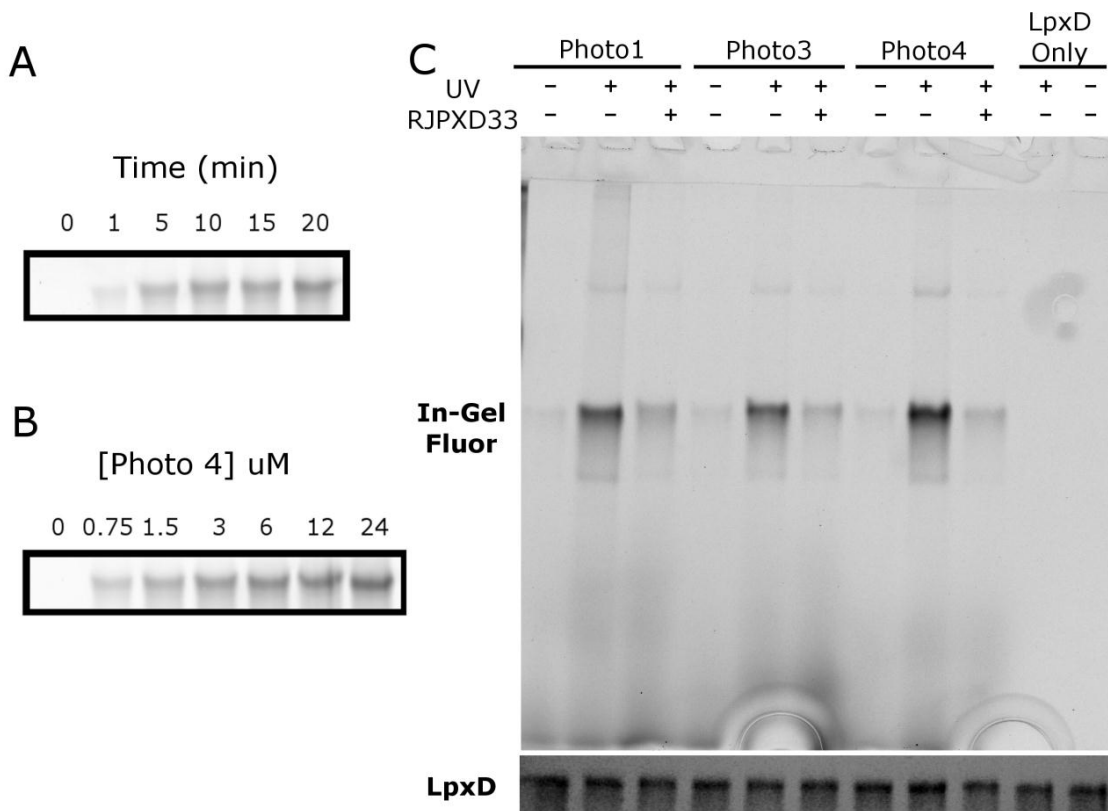 A
Time (min)
0 1 5 10 15 20
B
[Photo 4] uM
0 0.75 1.5 3 6 12 24
C
Photo1 Photo3 Photo4 LpxD Only
UV - + + - + + - + + + -
RJPXD33 - - + - - + - - + - -
In-Gel
Fluor
LpxD